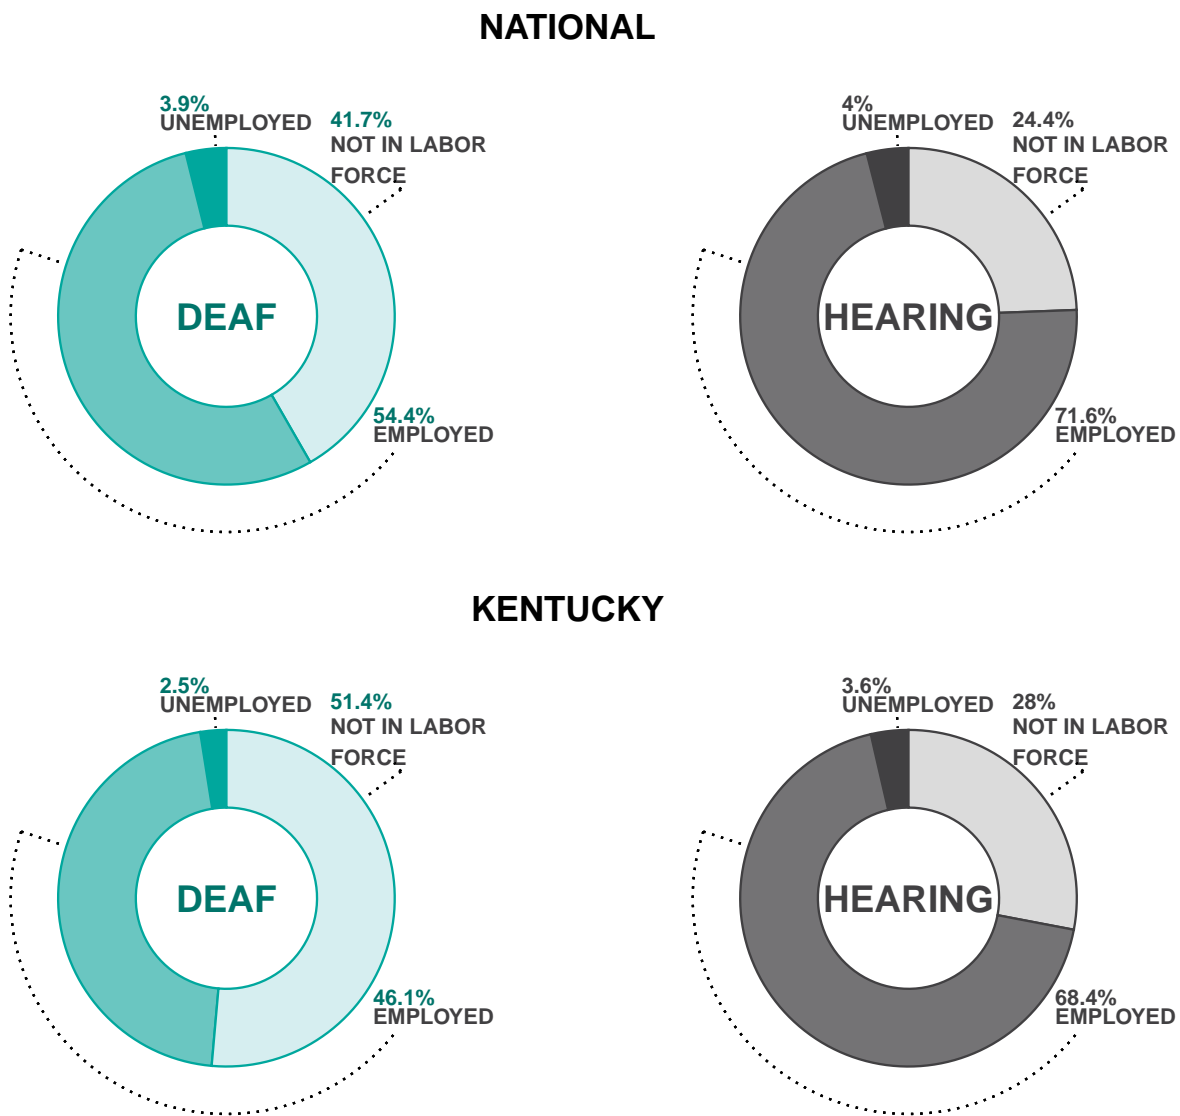 NATIONAL
3.9%
UNEMPLOYED
41.7%
NOT IN LABOR
FORCE
DEAF
54.4%
EMPLOYED
4%
UNEMPLOYED
24.4%
NOT IN LABOR
FORCE
HEARING
71.6%
EMPLOYED
KENTUCKY
2.5%
UNEMPLOYED
51.4%
NOT IN LABOR
FORCE
DEAF
46.1%
EMPLOYED
3.6%
UNEMPLOYED
28%
NOT IN LABOR
FORCE
HEARING
68.4%
EMPLOYED